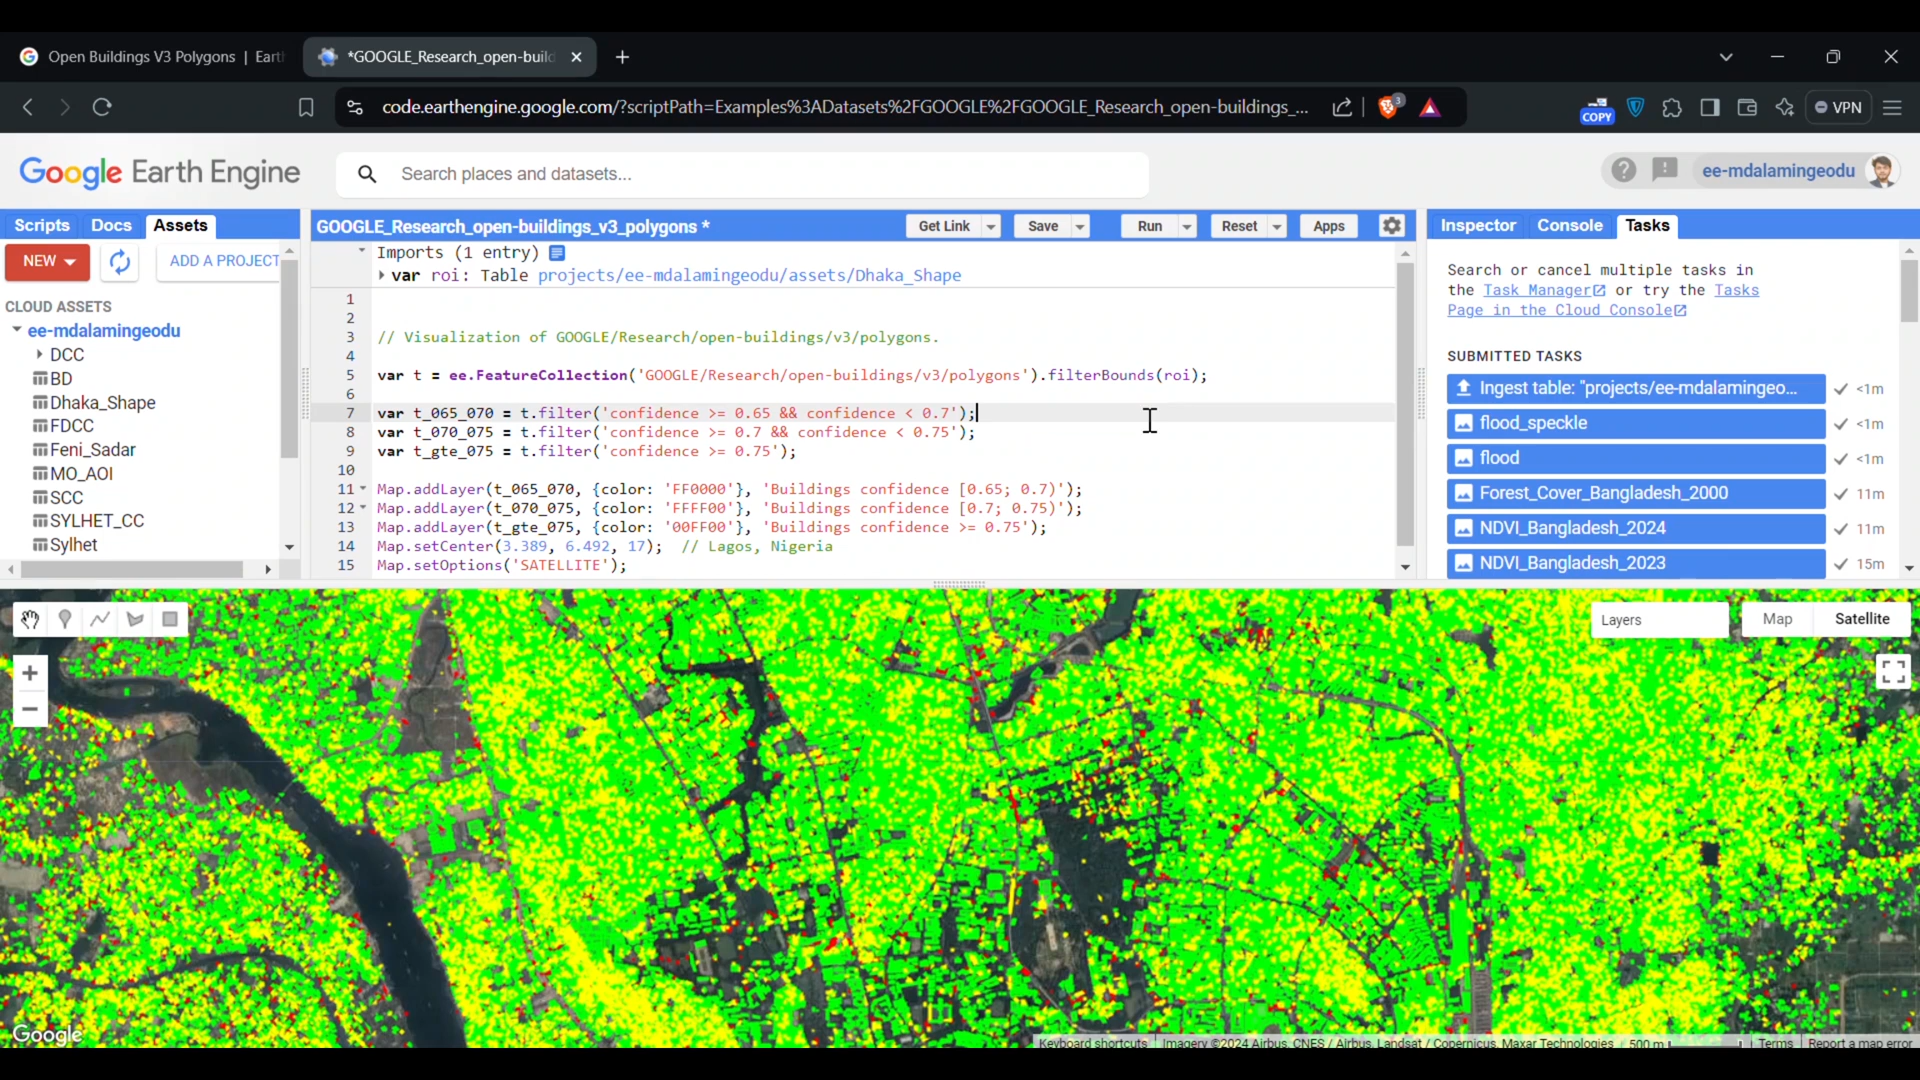 Open Buildings V3 Polygons | Eart
*GOOGLE_Research_open-build
code.earthengine.google.com/?scriptPath=Examples%3ADatasets%2FGOOGLE%2FGOOGLE_Research_open-buildings_...
3
COPY
VPN
Google Earth Engine
Search places and datasets...
ee-mdalamingeodu
Scripts
Docs
Assets
NEW
ADD A PROJECT
CLOUD ASSETS
ee-mdalamingeodu
DCC
BD
Dhaka_Shape
FDCC
Feni_Sadar
MO_AOI
SCC
SYLHET_CC
Sylhet
GOOGLE_Research_open-buildings_v3_polygons *
Get Link
Save
Run
Reset
Apps
Imports (1 entry)
var roi: Table projects/ee-mdalamingeodu/assets/Dhaka_Shape
1
2
3 // Visualization of GOOGLE/Research/open-buildings/v3/polygons.
4
5 var t = ee.FeatureCollection('GOOGLE/Research/open-buildings/v3/polygons').filterBounds(roi);
6
7 var t_065_070 = t.filter('confidence >= 0.65 && confidence < 0.7');
8 var t_070_075 = t.filter('confidence >= 0.7 && confidence < 0.75');
9 var t_gte_075 = t.filter('confidence >= 0.75');
10
11 Map.addLayer(t_065_070, {color: 'FF0000'}, 'Buildings confidence [0.65; 0.7)');
12 Map.addLayer(t_070_075, {color: 'FFFF00'}, 'Buildings confidence [0.7; 0.75)');
13 Map.addLayer(t_gte_075, {color: '00FF00'}, 'Buildings confidence >= 0.75');
14 Map.setCenter(3.389, 6.492, 17); // Lagos, Nigeria
15 Map.setOptions('SATELLITE');
Inspector
Console
Tasks
Search or cancel multiple tasks in
the Task Manager or try the Tasks
Page in the Cloud Console
SUBMITTED TASKS
Ingest table: "projects/ee-mdalamingeo... <1m
flood_speckle <1m
flood <1m
Forest_Cover_Bangladesh_2000 11m
NDVI_Bangladesh_2024 11m
NDVI_Bangladesh_2023 15m
Layers
Map
Satellite
Google
Keyboard shortcuts
Imagery ©2024 Airbus, CNES / Airbus, Landsat / Copernicus, Maxar Technologies
500 m
Terms
Report a map error